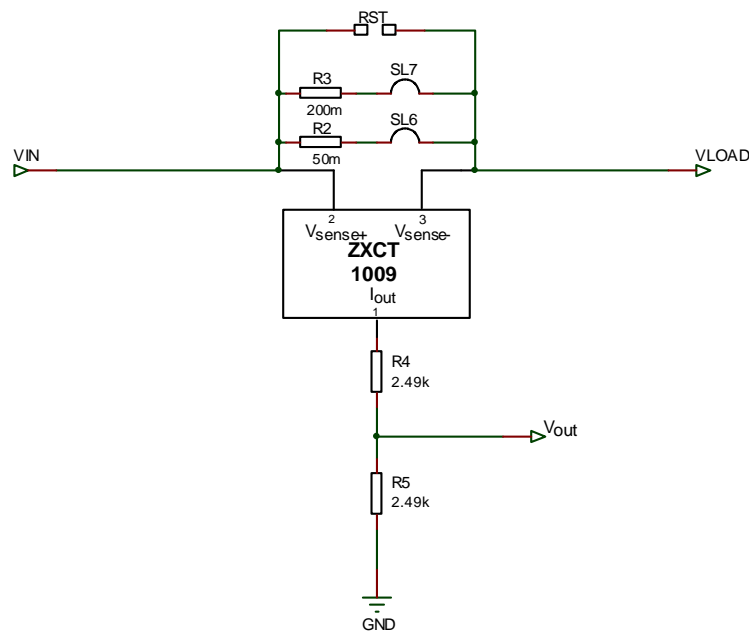 RST
SL7
R3
200m
SL6
R2
50m
VIN
VLOAD
2
3
Vsense+
Vsense-
ZXCT
1009
Iout
1
R4
2.49k
Vout
R5
2.49k
GND